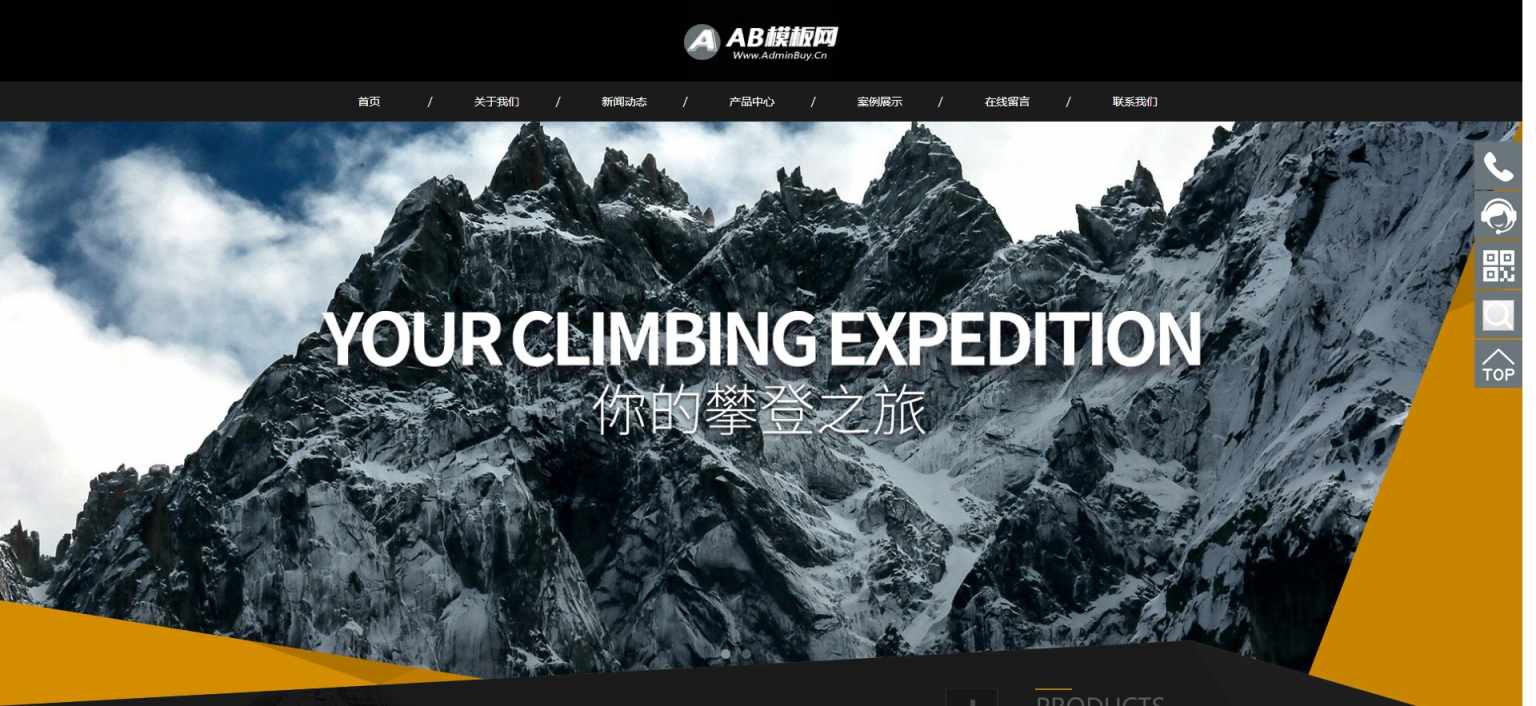 AB模板网
Www.AdminBuy.Cn
首页 / 关于我们 / 新闻动态 / 产品中心 / 案例展示 / 在线留言 / 联系我们
YOUR CLIMBING EXPEDITION
你的攀登之旅
TOP
PRODUCTS